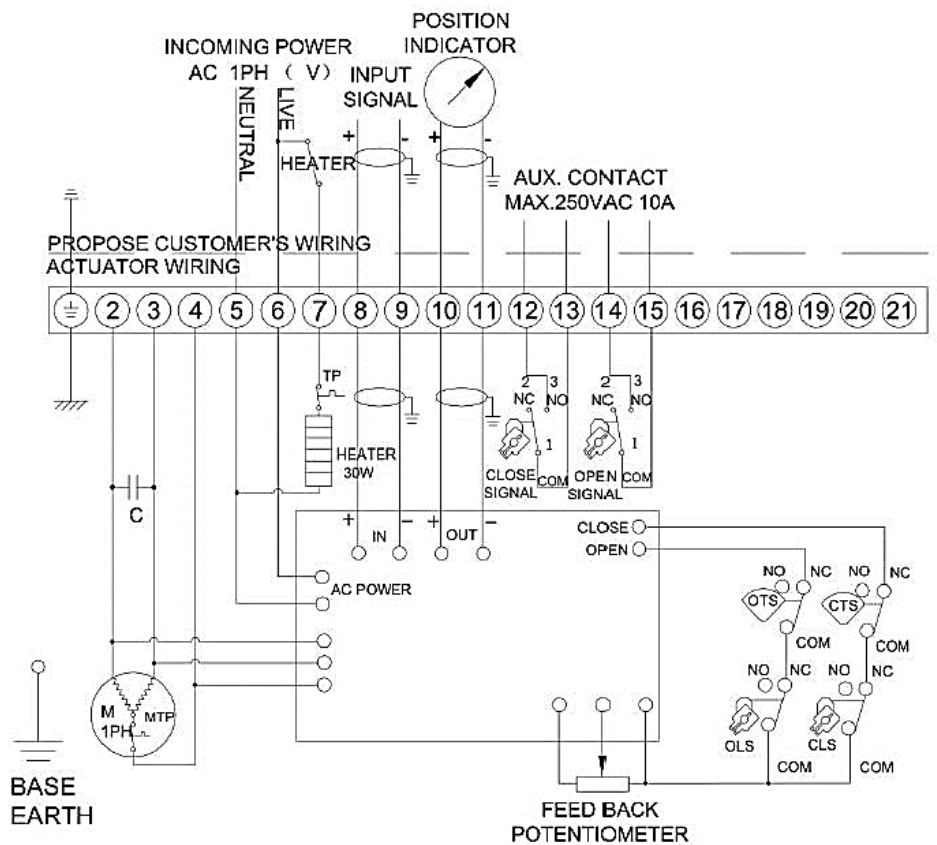 POSITION
INDICATOR
INCOMING POWER
AC 1PH ( V)
INPUT
SIGNAL
NEUTRAL
LIVE
HEATER
+ -
+ -
AUX. CONTACT
MAX.250VAC 10A
PROPOSE CUSTOMER'S WIRING
ACTUATOR WIRING
2 3 4 5 6 7 8 9 10 11 12 13 14 15 16 17 18 19 20 21
TP
2 3
NC NO
1
2 3
NC NO
1
HEATER
30W
CLOSE
SIGNAL
COM
OPEN
SIGNAL
COM
C
+ IN -
+ OUT -
CLOSE
OPEN
AC POWER
NO NC
OTS
COM
NO NC
CTS
COM
NO NC
OLS
COM
NO NC
CLS
COM
M
1PH
MTP
BASE
EARTH
FEED BACK
POTENTIOMETER